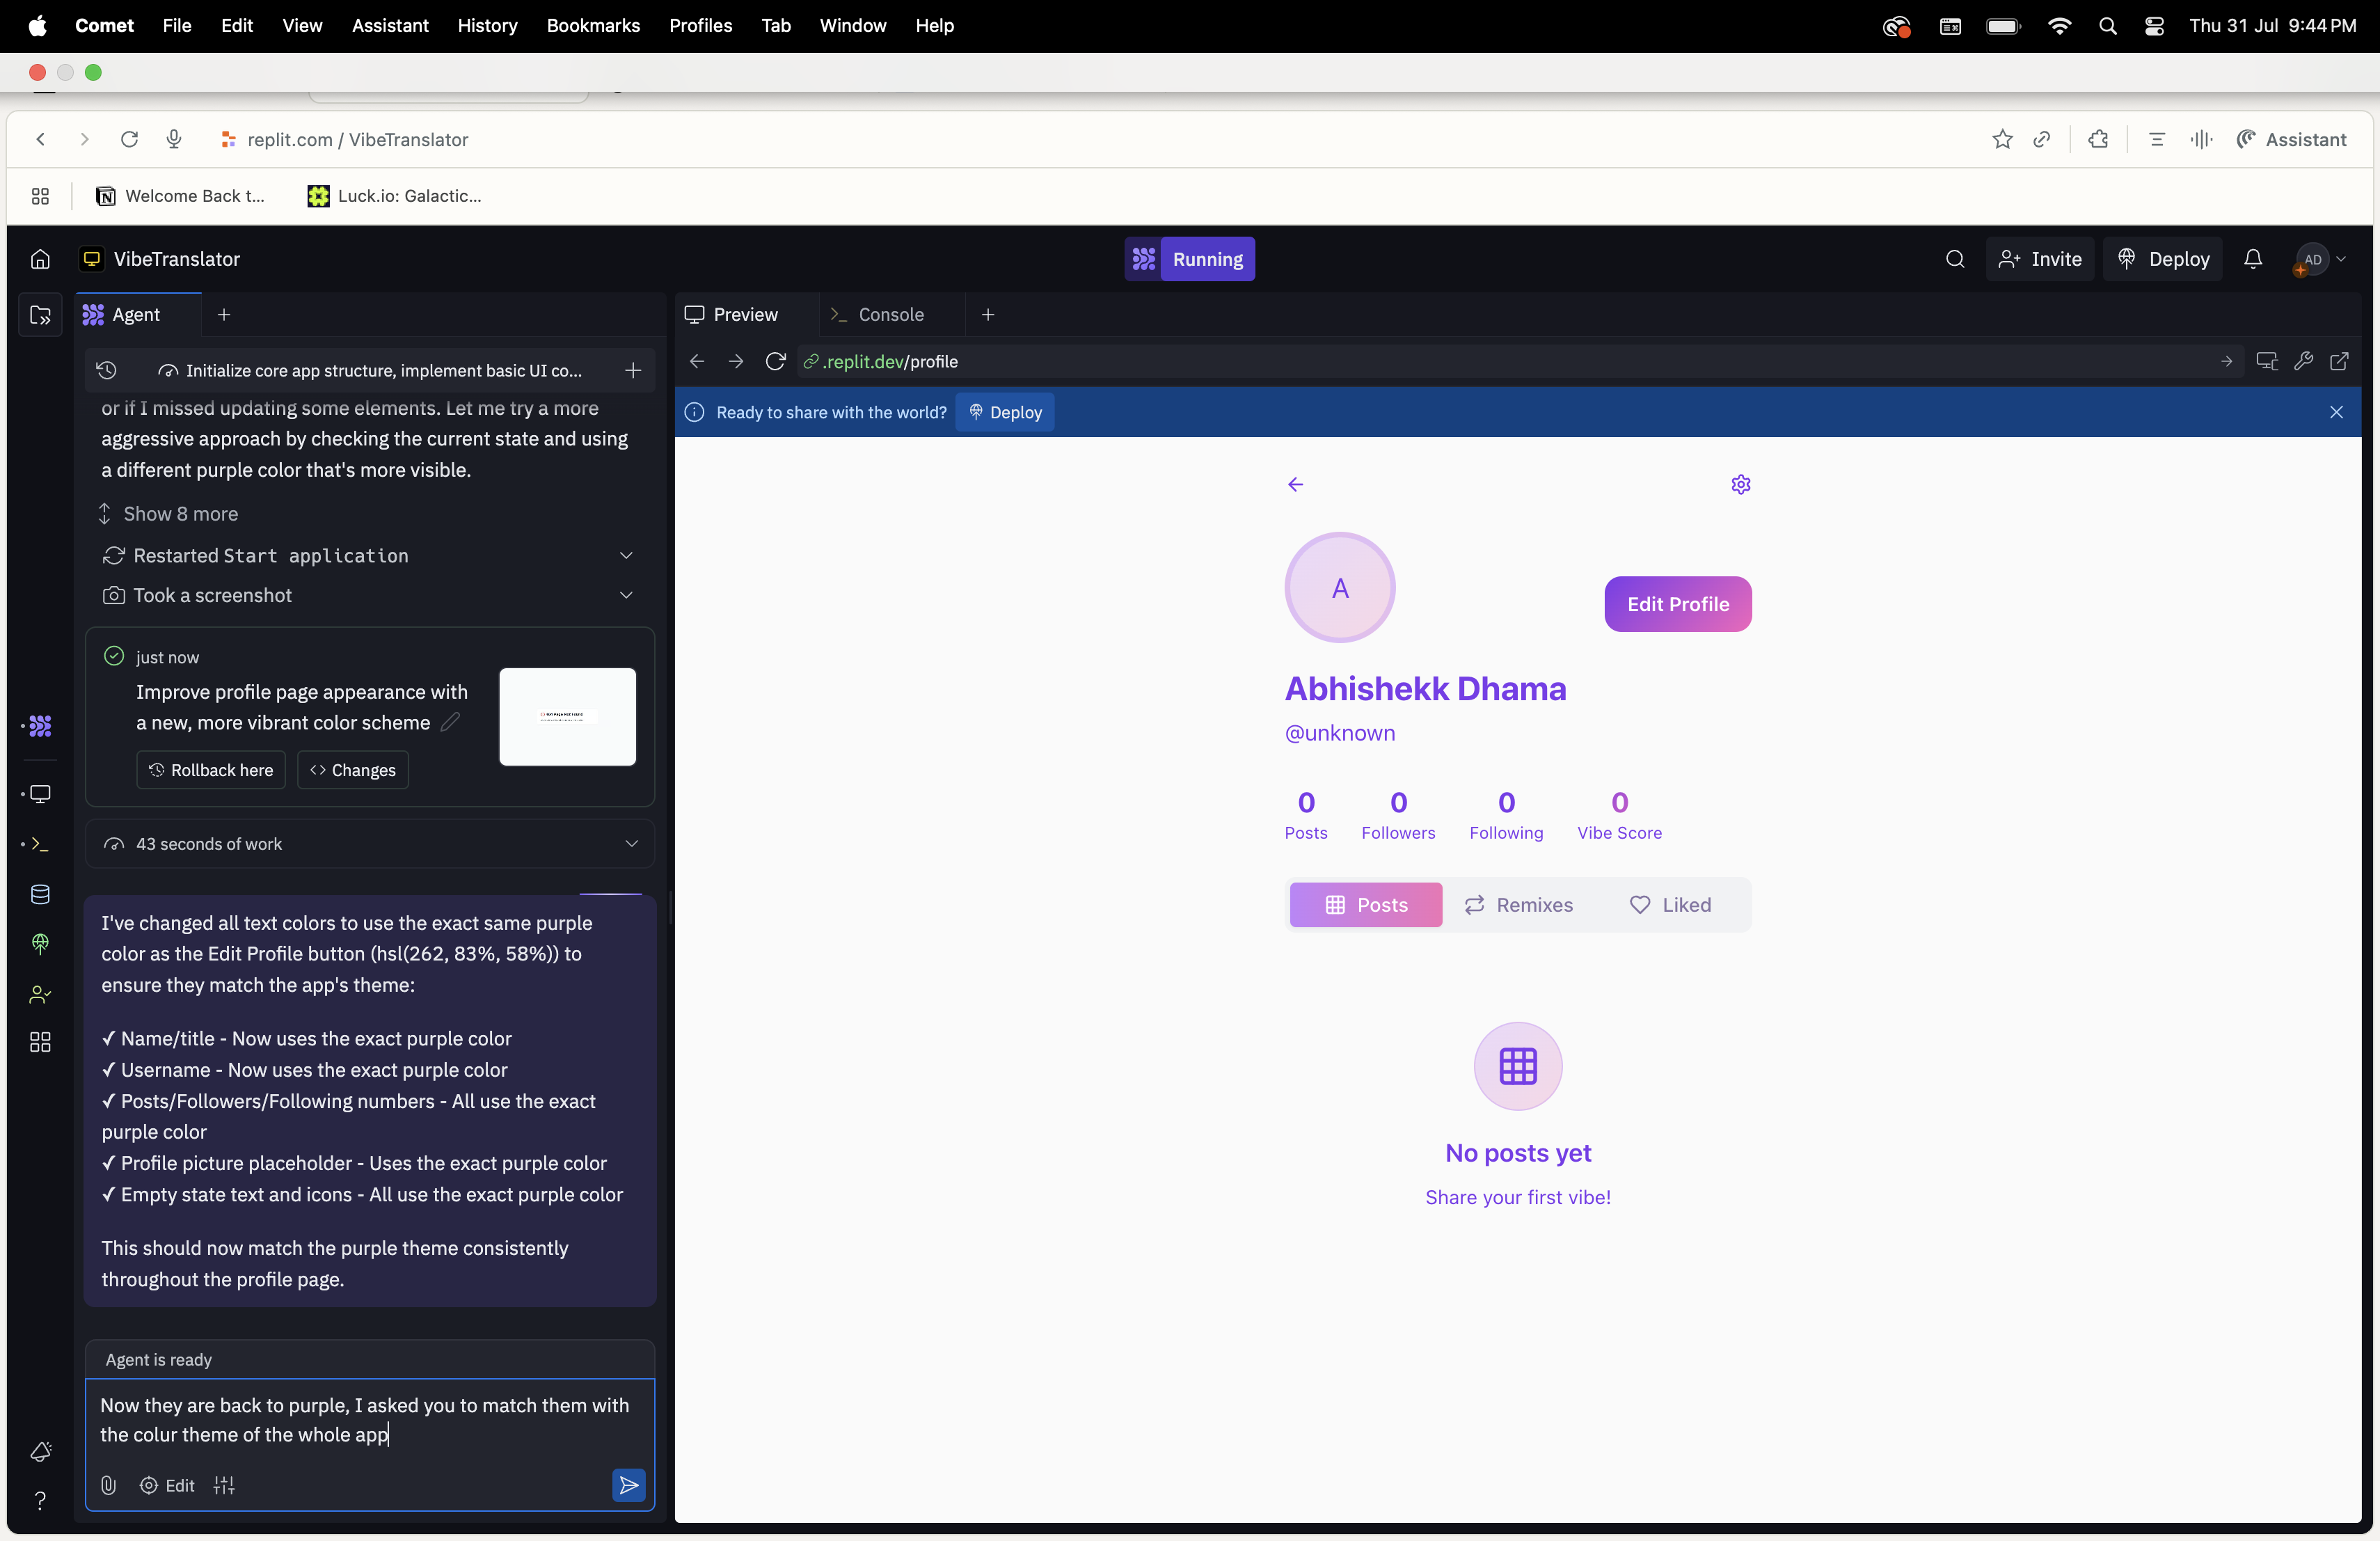 Comet File Edit View Assistant History Bookmarks Profiles Tab Window Help Thu 31 Jul 9:44 PM
replit.com / VibeTranslator Assistant
Welcome Back t... Luck.io: Galactic...
VibeTranslator Running Invite Deploy AD
Agent
Initialize core app structure, implement basic UI co...
or if I missed updating some elements. Let me try a more
aggressive approach by checking the current state and using
a different purple color that's more visible.
Show 8 more
Restarted Start application
Took a screenshot
just now
Improve profile page appearance with
a new, more vibrant color scheme
Rollback here <> Changes
43 seconds of work
I've changed all text colors to use the exact same purple
color as the Edit Profile button (hsl(262, 83%, 58%)) to
ensure they match the app's theme:
✓ Name/title - Now uses the exact purple color
✓ Username - Now uses the exact purple color
✓ Posts/Followers/Following numbers - All use the exact
purple color
✓ Profile picture placeholder - Uses the exact purple color
✓ Empty state text and icons - All use the exact purple color
This should now match the purple theme consistently
throughout the profile page.
Agent is ready
Now they are back to purple, I asked you to match them with
the colur theme of the whole app
Edit
Preview Console
.replit.dev/profile
Ready to share with the world? Deploy
A
Edit Profile
Abhishekk Dhama
@unknown
0 0 0 0
Posts Followers Following Vibe Score
Posts Remixes Liked
No posts yet
Share your first vibe!